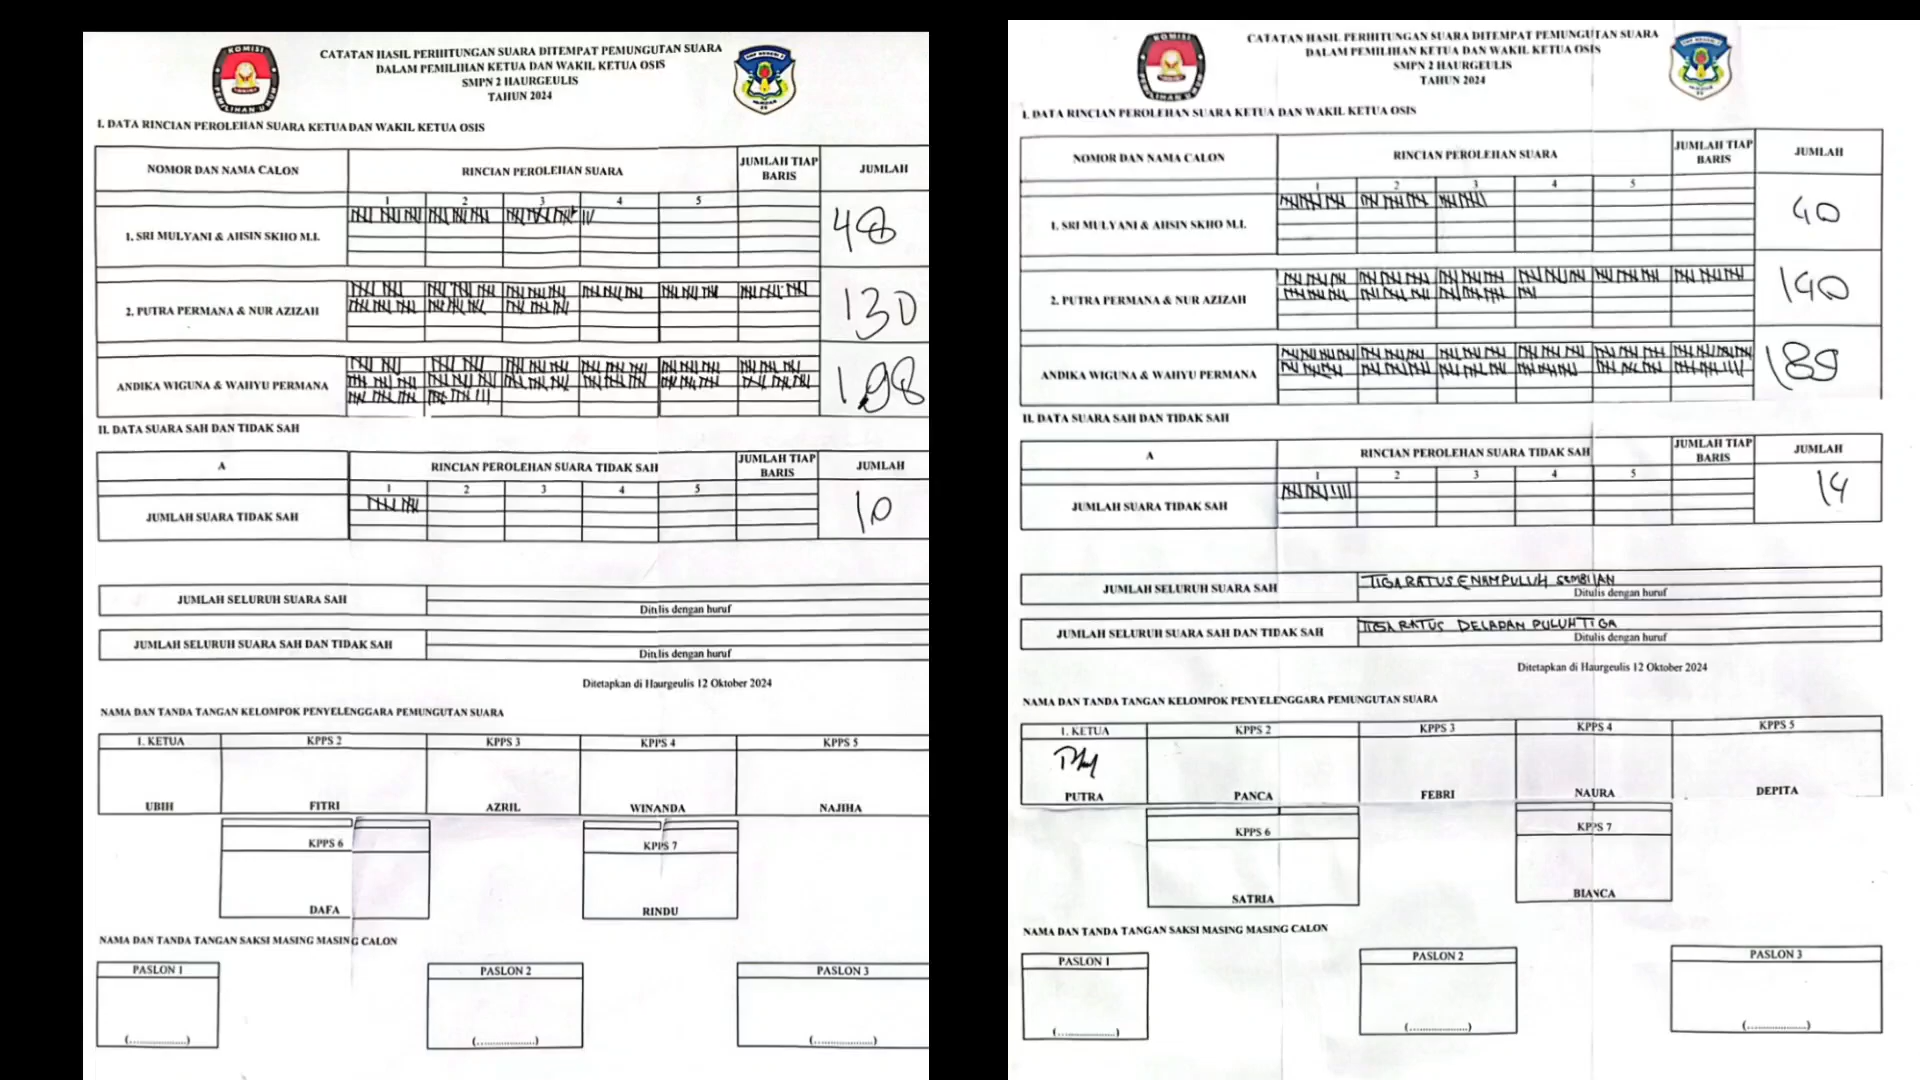 KOMISI
PEMILIHAN UMUM
CATATAN HASIL PERHITUNGAN SUARA DITEMPAT PEMUNGUTAN SUARA
DALAM PEMILIHAN KETUA DAN WAKIL KETUA OSIS
SMPN 2 HAURGEULIS
TAHUN 2024
I. DATA RINCIAN PEROLEHAN SUARA KETUA DAN WAKIL KETUA OSIS
NOMOR DAN NAMA CALON RINCIAN PEROLEHAN SUARA JUMLAH TIAP BARIS JUMLAH
1 2 3 4 5
1. SRI MULYANI & AHSIN SKHO M.I. 48
2. PUTRA PERMANA & NUR AZIZAH 130
ANDIKA WIGUNA & WAHYU PERMANA 198
II. DATA SUARA SAH DAN TIDAK SAH
A RINCIAN PEROLEHAN SUARA TIDAK SAH JUMLAH TIAP BARIS JUMLAH
1 2 3 4 5
JUMLAH SUARA TIDAK SAH 10
JUMLAH SELURUH SUARA SAH
Ditulis dengan huruf
JUMLAH SELURUH SUARA SAH DAN TIDAK SAH
Ditulis dengan huruf
Ditetapkan di Haurgeulis 12 Oktober 2024
NAMA DAN TANDA TANGAN KELOMPOK PENYELENGGARA PEMUNGUTAN SUARA
1. KETUA KPPS 2 KPPS 3 KPPS 4 KPPS 5
UBIH FITRI AZRIL WINANDA NAJIHA
KPPS 6 KPPS 7
DAFA RINDU
NAMA DAN TANDA TANGAN SAKSI MASING MASING CALON
PASLON 1 PASLON 2 PASLON 3
(.................) (.................) (.................)
KOMISI
PEMILIHAN UMUM
CATATAN HASIL PERHITUNGAN SUARA DITEMPAT PEMUNGUTAN SUARA
DALAM PEMILIHAN KETUA DAN WAKIL KETUA OSIS
SMPN 2 HAURGEULIS
TAHUN 2024
I. DATA RINCIAN PEROLEHAN SUARA KETUA DAN WAKIL KETUA OSIS
NOMOR DAN NAMA CALON RINCIAN PEROLEHAN SUARA JUMLAH TIAP BARIS JUMLAH
1 2 3 4 5
1. SRI MULYANI & AHSIN SKHO M.I. 40
2. PUTRA PERMANA & NUR AZIZAH 140
ANDIKA WIGUNA & WAHYU PERMANA 189
II. DATA SUARA SAH DAN TIDAK SAH
A RINCIAN PEROLEHAN SUARA TIDAK SAH JUMLAH TIAP BARIS JUMLAH
1 2 3 4 5
JUMLAH SUARA TIDAK SAH 14
JUMLAH SELURUH SUARA SAH TIGA RATUS ENAM PULUH SEMBILAN
Ditulis dengan huruf
JUMLAH SELURUH SUARA SAH DAN TIDAK SAH TIGA RATUS DELAPAN PULUH TIGA
Ditulis dengan huruf
Ditetapkan di Haurgeulis 12 Oktober 2024
NAMA DAN TANDA TANGAN KELOMPOK PENYELENGGARA PEMUNGUTAN SUARA
1. KETUA KPPS 2 KPPS 3 KPPS 4 KPPS 5
PUTRA PANCA FEBRI NAURA DEPITA
KPPS 6 KPPS 7
SATRIA BIANCA
NAMA DAN TANDA TANGAN SAKSI MASING MASING CALON
PASLON 1 PASLON 2 PASLON 3
(.................) (.................) (.................)